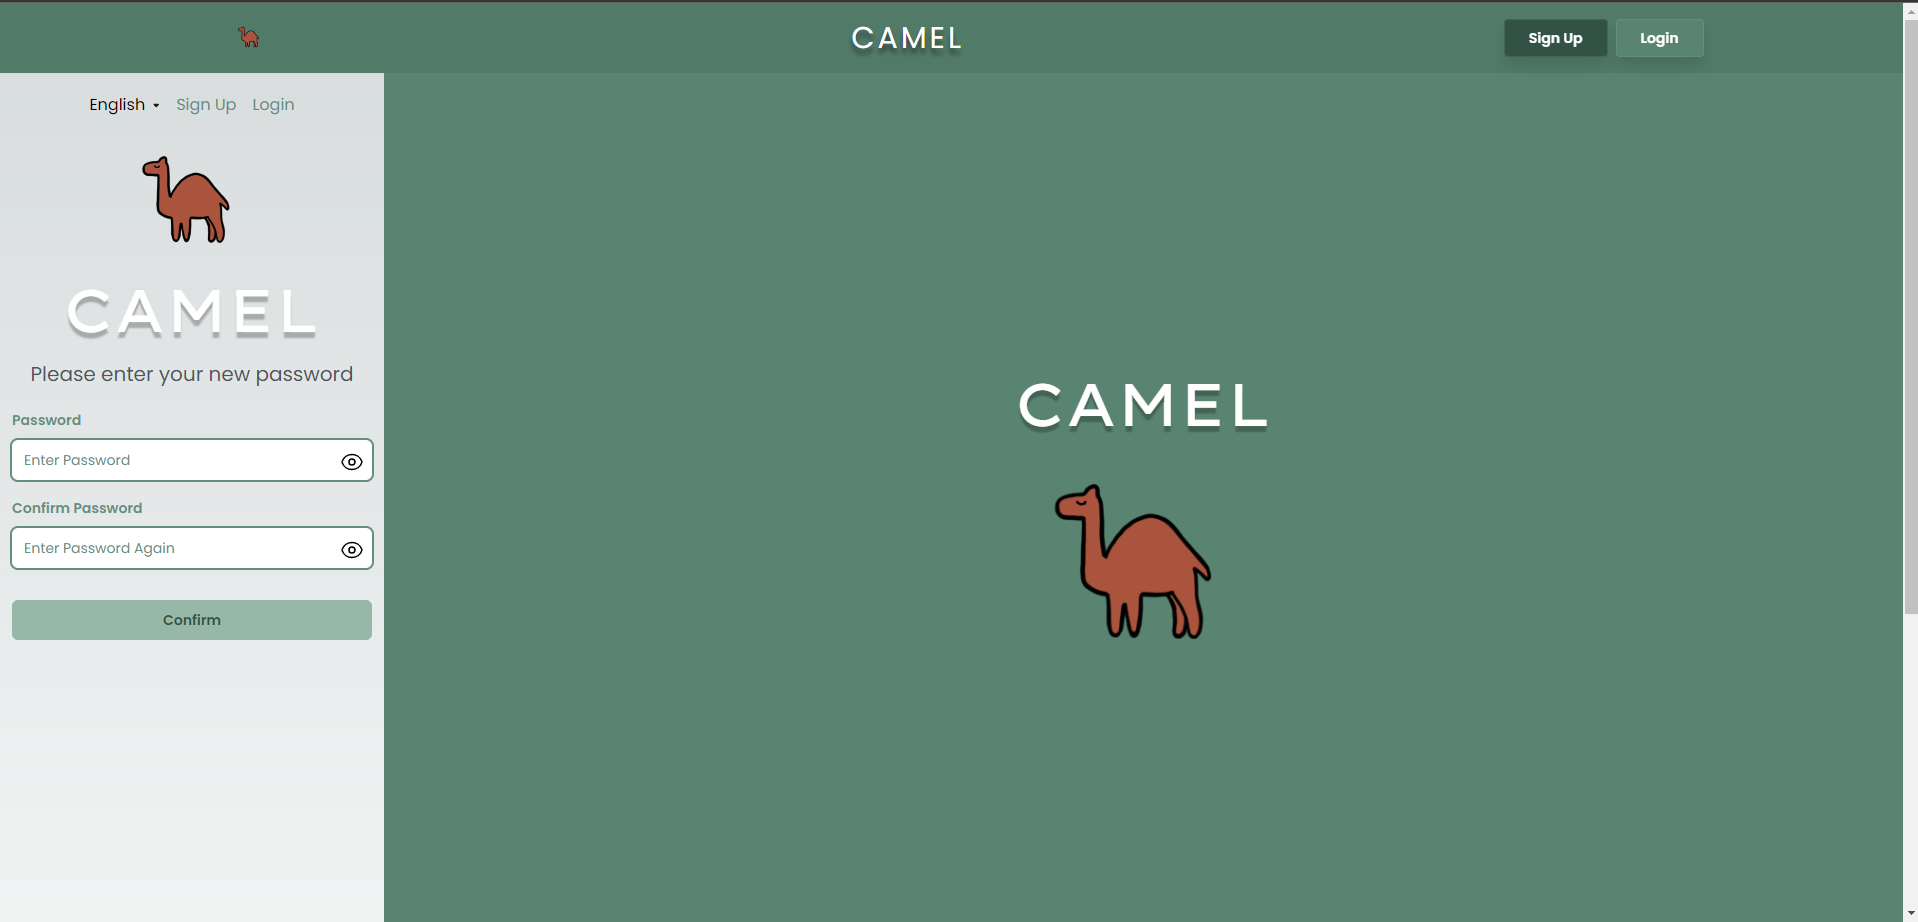 CAMEL
Sign Up
Login
English
Sign Up
Login
CAMEL
Please enter your new password
Password
Enter Password
Confirm Password
Enter Password Again
Confirm
CAMEL